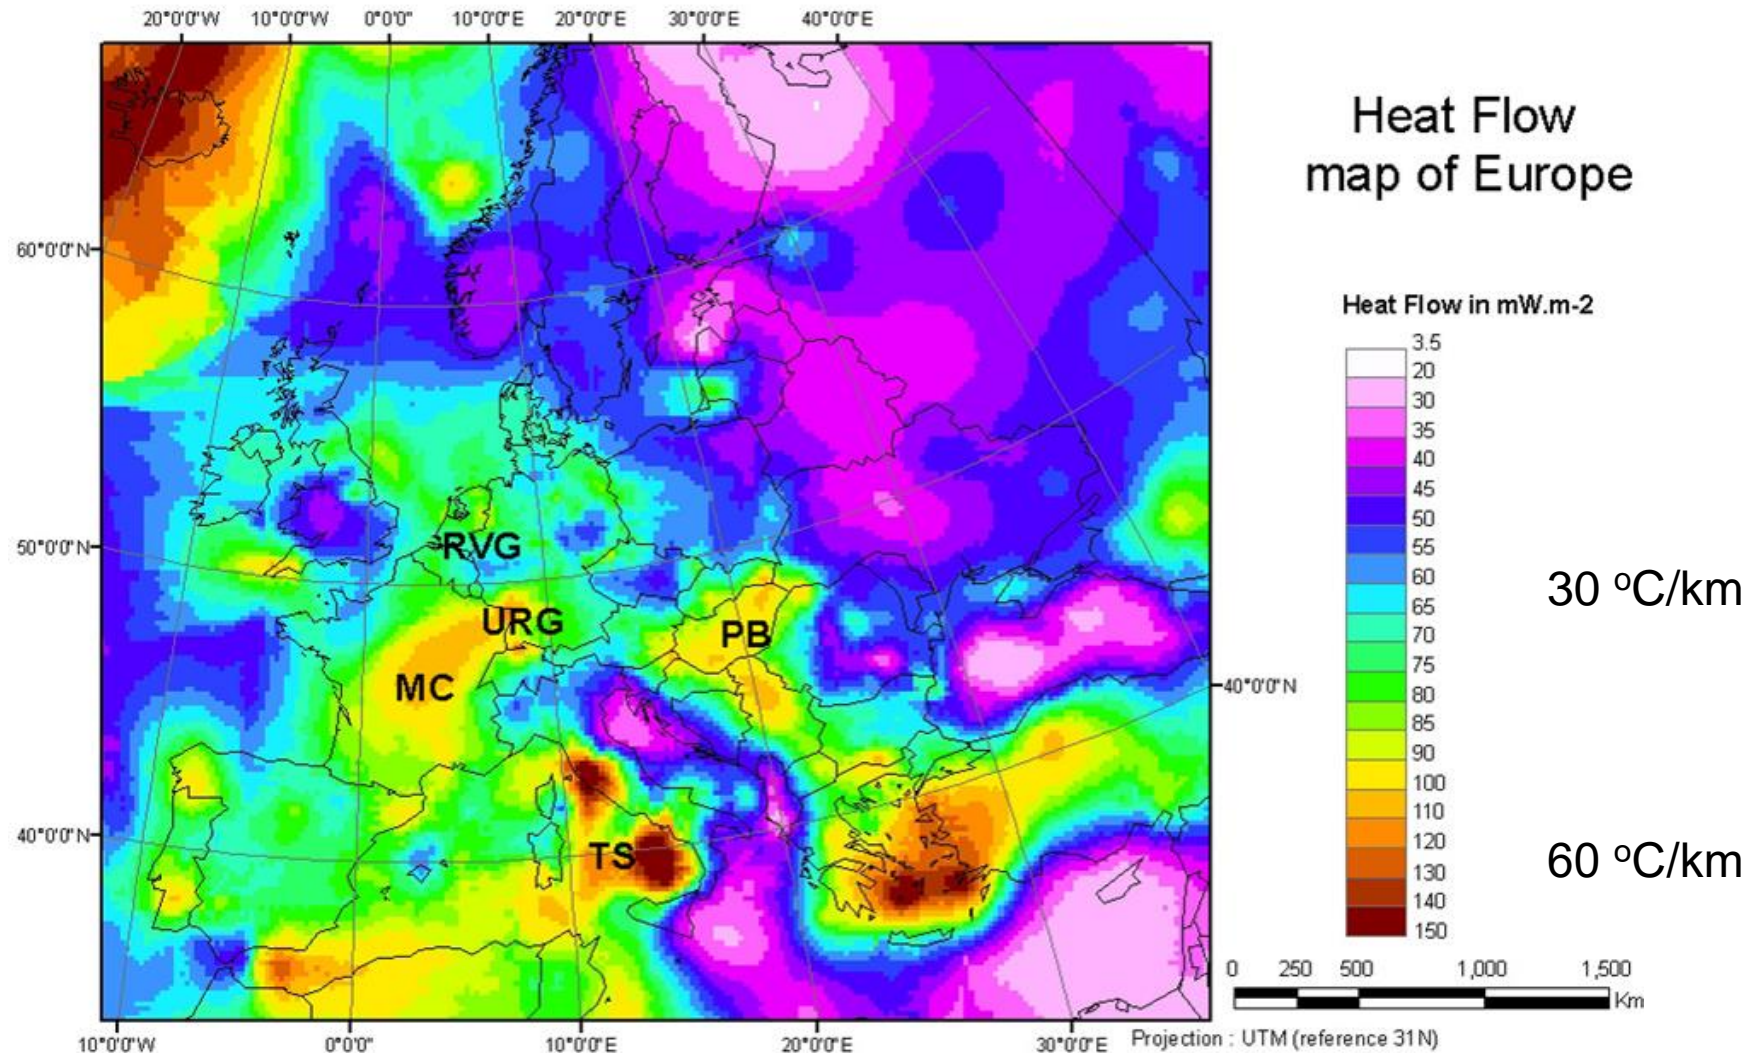 20°0'0"W 10°0'0"W 0°0'0" 10°0'0"E 20°0'0"E 30°0'0"E 40°0'0"E
Heat Flow
map of Europe
60°0'0"N
Heat Flow in mW.m-2
3.5
20
30
35
40
45
50
55
60
65
70
75
80
85
90
100
110
120
130
140
150
50°0'0"N
RVG
30 °C/km
URG
PB
MC
40°0'0"N
40°0'0"N
TS
60 °C/km
0 250 500 1,000 1,500
Km
10°0'0"W 0°0'0" 10°0'0"E 20°0'0"E 30°0'0"E
Projection : UTM (reference 31N)